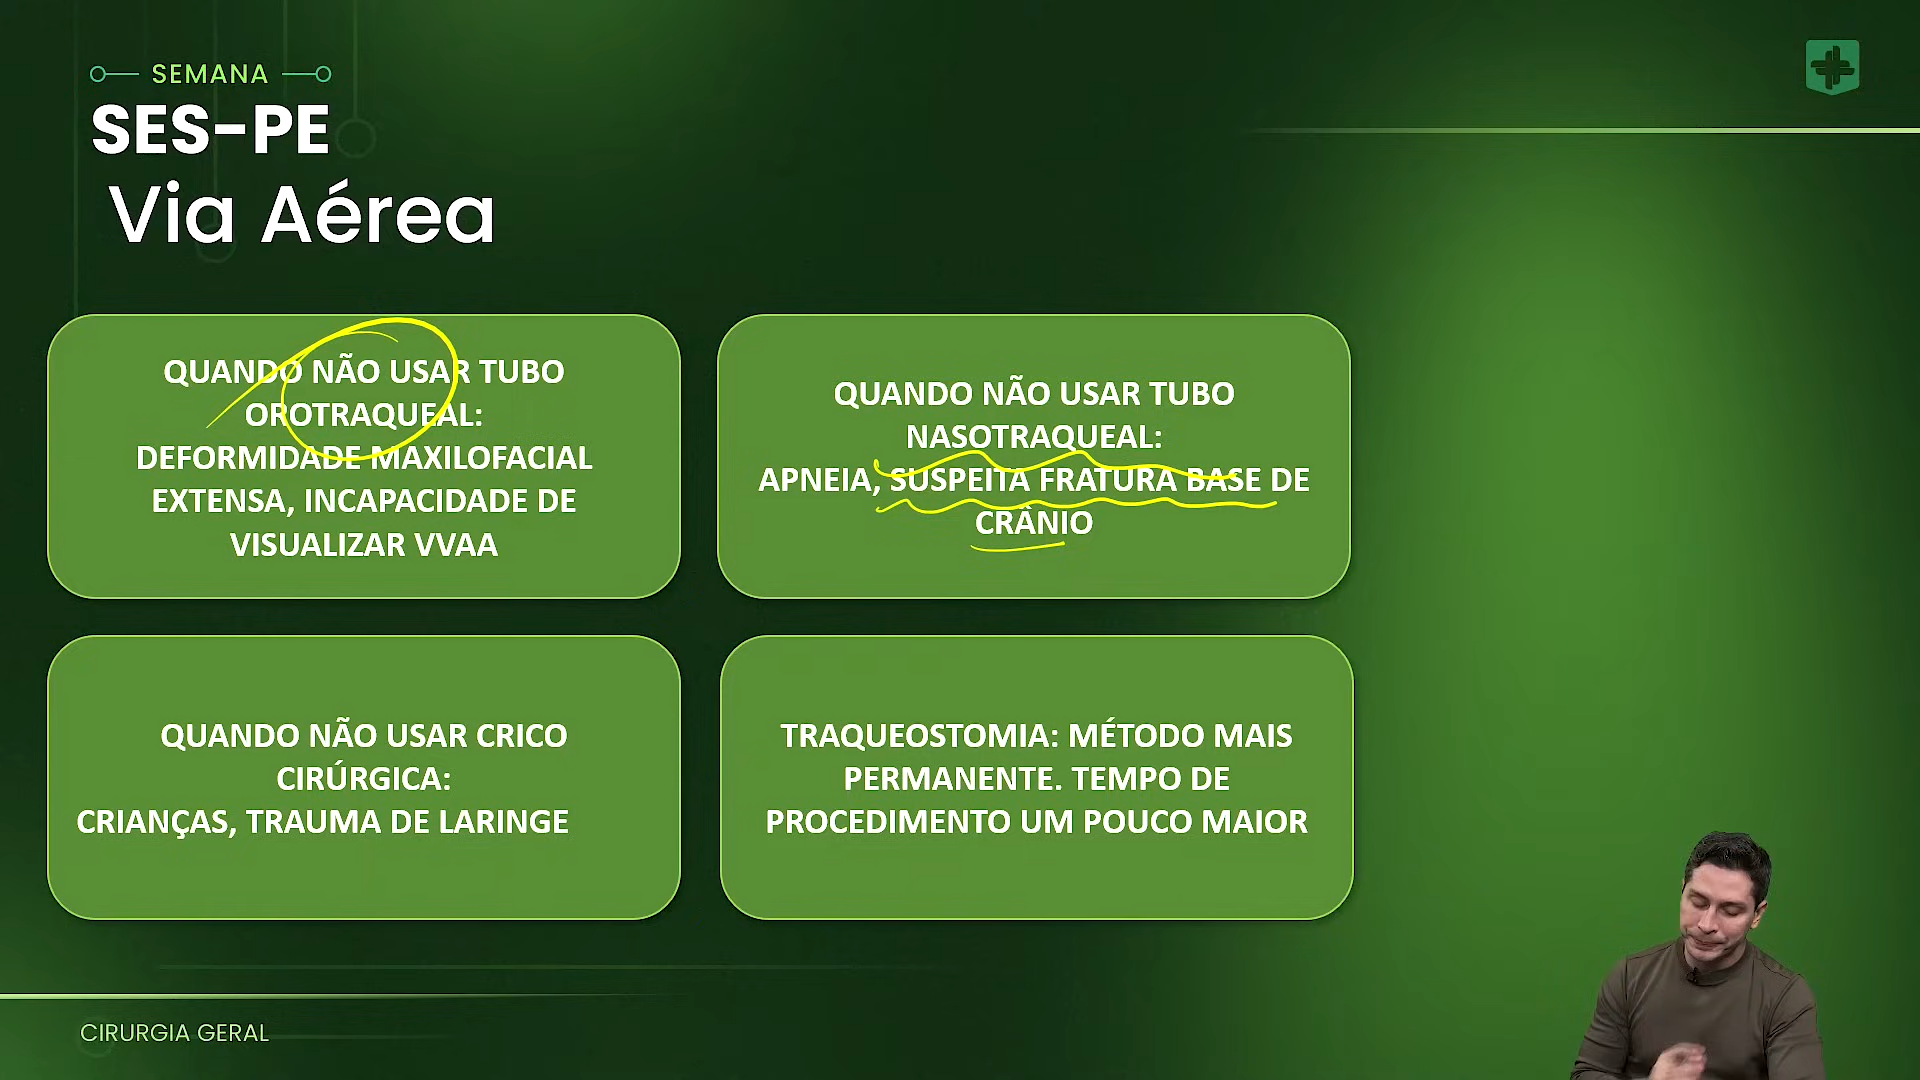 SEMANA
SES-PE
Via Aérea
QUANDO NÃO USAR TUBO
OROTRAQUEAL:
DEFORMIDADE MAXILOFACIAL
EXTENSA, INCAPACIDADE DE
VISUALIZAR VVAA
QUANDO NÃO USAR TUBO
NASOTRAQUEAL:
APNEIA, SUSPEITA FRATURA BASE DE
CRÂNIO
QUANDO NÃO USAR CRICO
CIRÚRGICA:
CRIANÇAS, TRAUMA DE LARINGE
TRAQUEOSTOMIA: MÉTODO MAIS
PERMANENTE. TEMPO DE
PROCEDIMENTO UM POUCO MAIOR
CIRURGIA GERAL